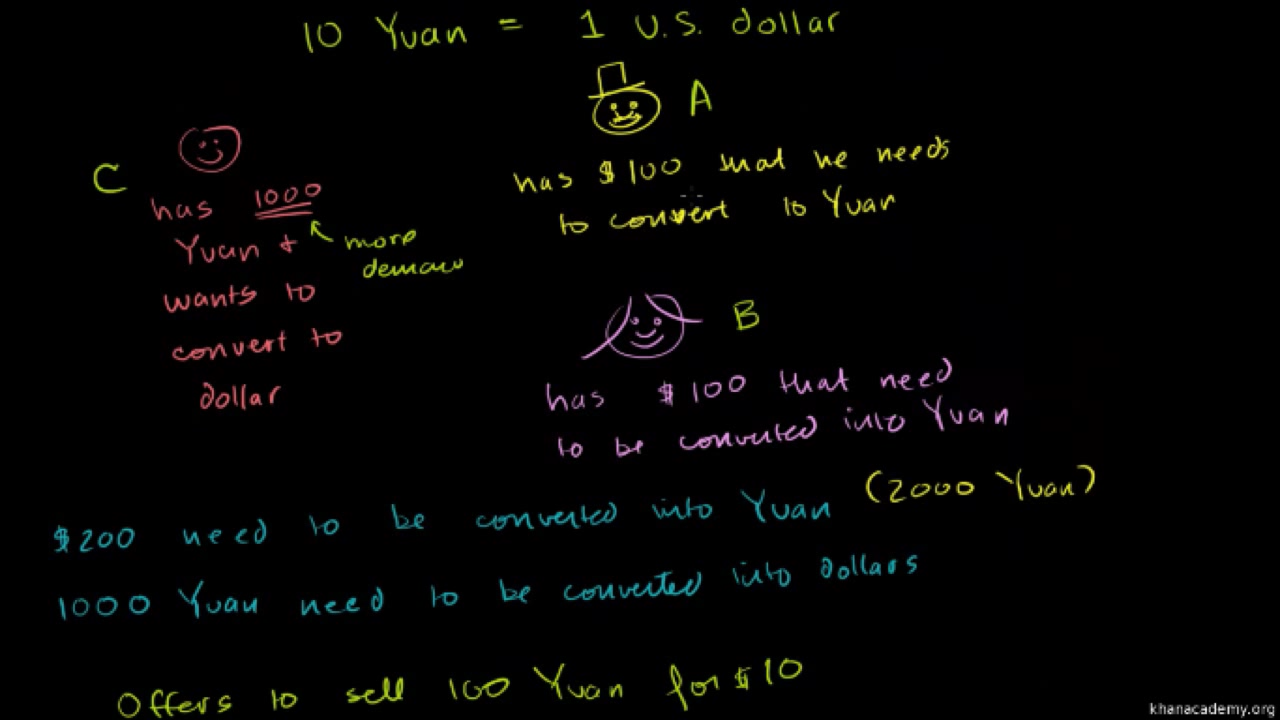 10 Yuan = 1 U.S. dollar
A
has $100 that he needs
to convert to Yuan
C
has 1000
Yuan +
wants to
convert to
dollar
more
B
has $100 that need
to be converted into Yuan
$200 need to be converted into Yuan (2000 Yuan)
1000 Yuan need to be converted into dollars
Offers to sell 100 Yuan for $10
khanacademy.org